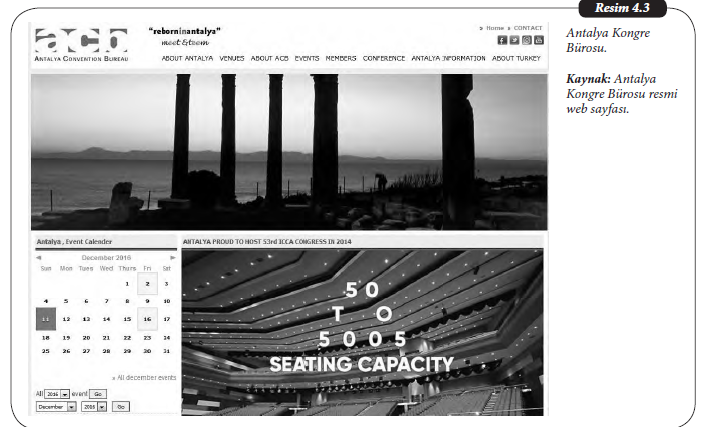 Resim 4.3
Antalya Kongre
Bürosu.
Kaynak: Antalya
Kongre Bürosu resmi
web sayfası.
acb
ANTALYA CONVENTION BUREAU
"reborninantalya"
meet &teem
» Home » CONTACT
ABOUT ANTALYA VENUES ABOUT ACB EVENTS MEMBERS CONFERENCE ANTALYA INFORMATION ABOUT TURKEY
Antalya , Event Calender
December 2016
Sun Mon Tues Wed Thurs Fri Sat
1 2 3
4 5 6 7 8 9 10
11 12 13 14 15 16 17
18 19 20 21 22 23 24
25 26 27 28 29 30 31
» All december events
All 2016 event Go
December 2016 Go
ANTALYA PROUD TO HOST 53rd ICCA CONGRESS IN 2014
50
TO
5005
SEATING CAPACITY